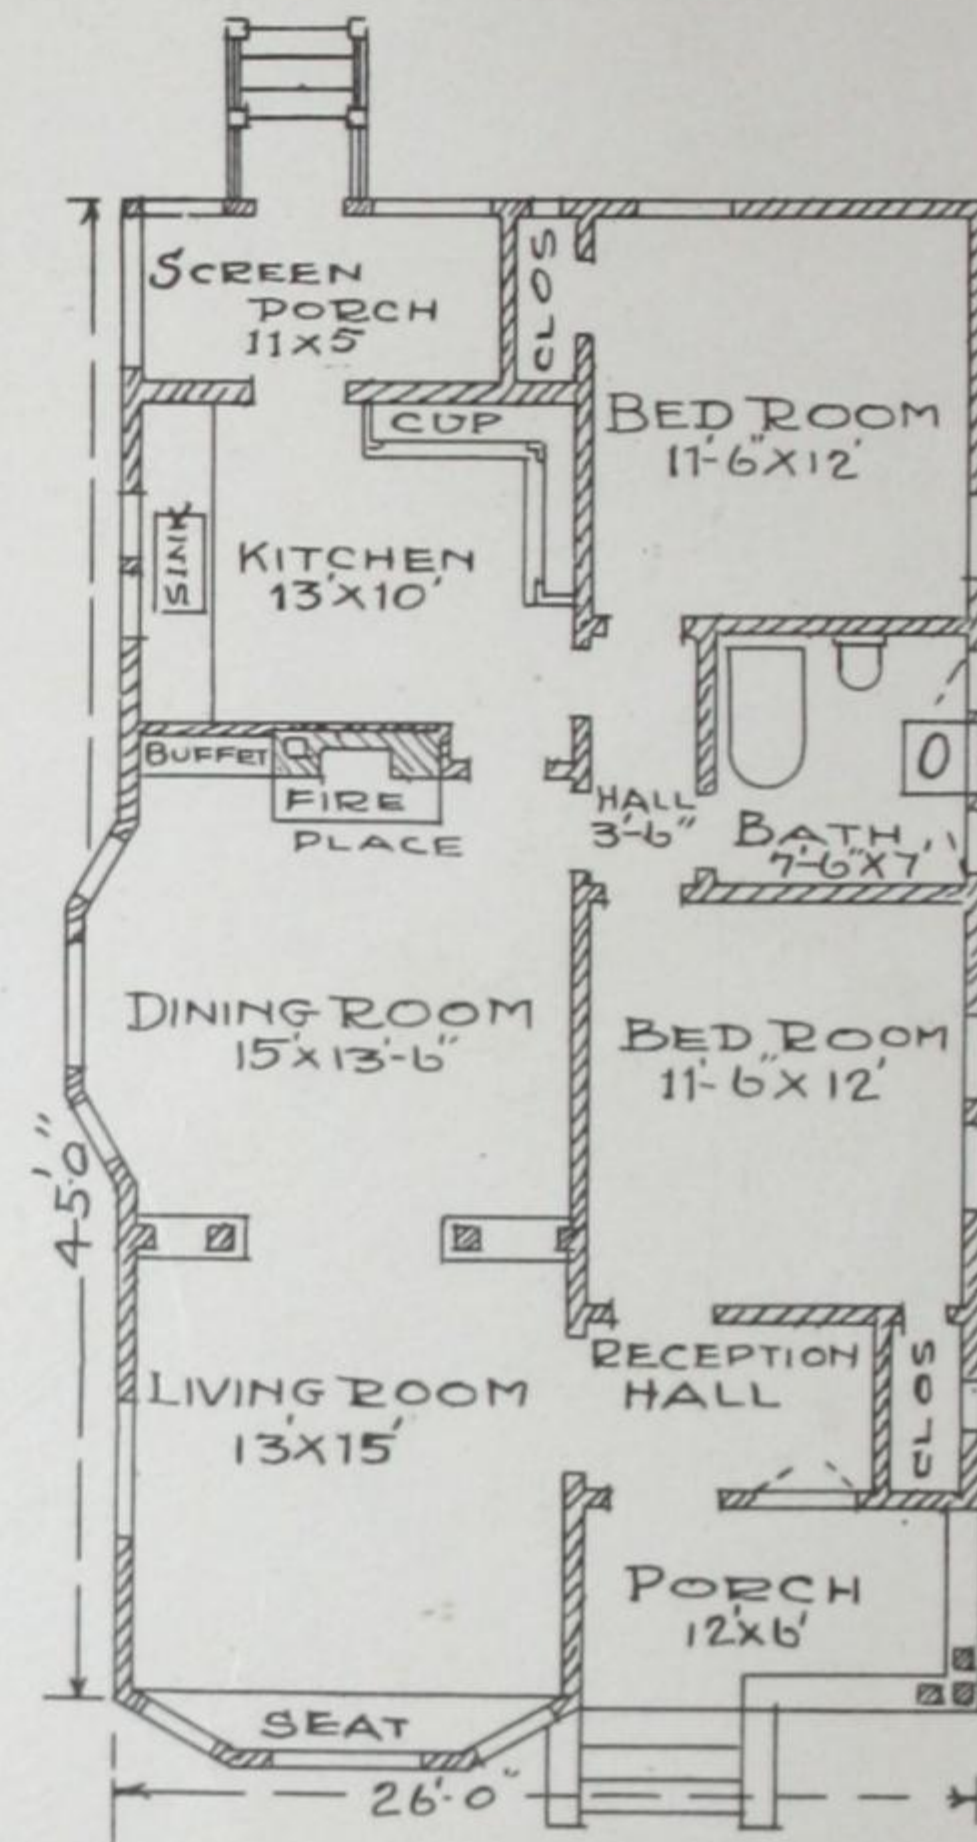 SCREEN
PORCH
11X5
CLOS
BED ROOM
11'-6"X12'
CUP
SINK
KITCHEN
13'X10'
BUFFET
FIRE
PLACE
HALL
3'-6"
BATH
7'-6"X7'
DINING ROOM
15'X13'-6"
BED ROOM
11'-6"X12'
45'0"
RECEPTION
HALL
CLOS
LIVING ROOM
13'X15'
PORCH
12'X6'
SEAT
26'-0"